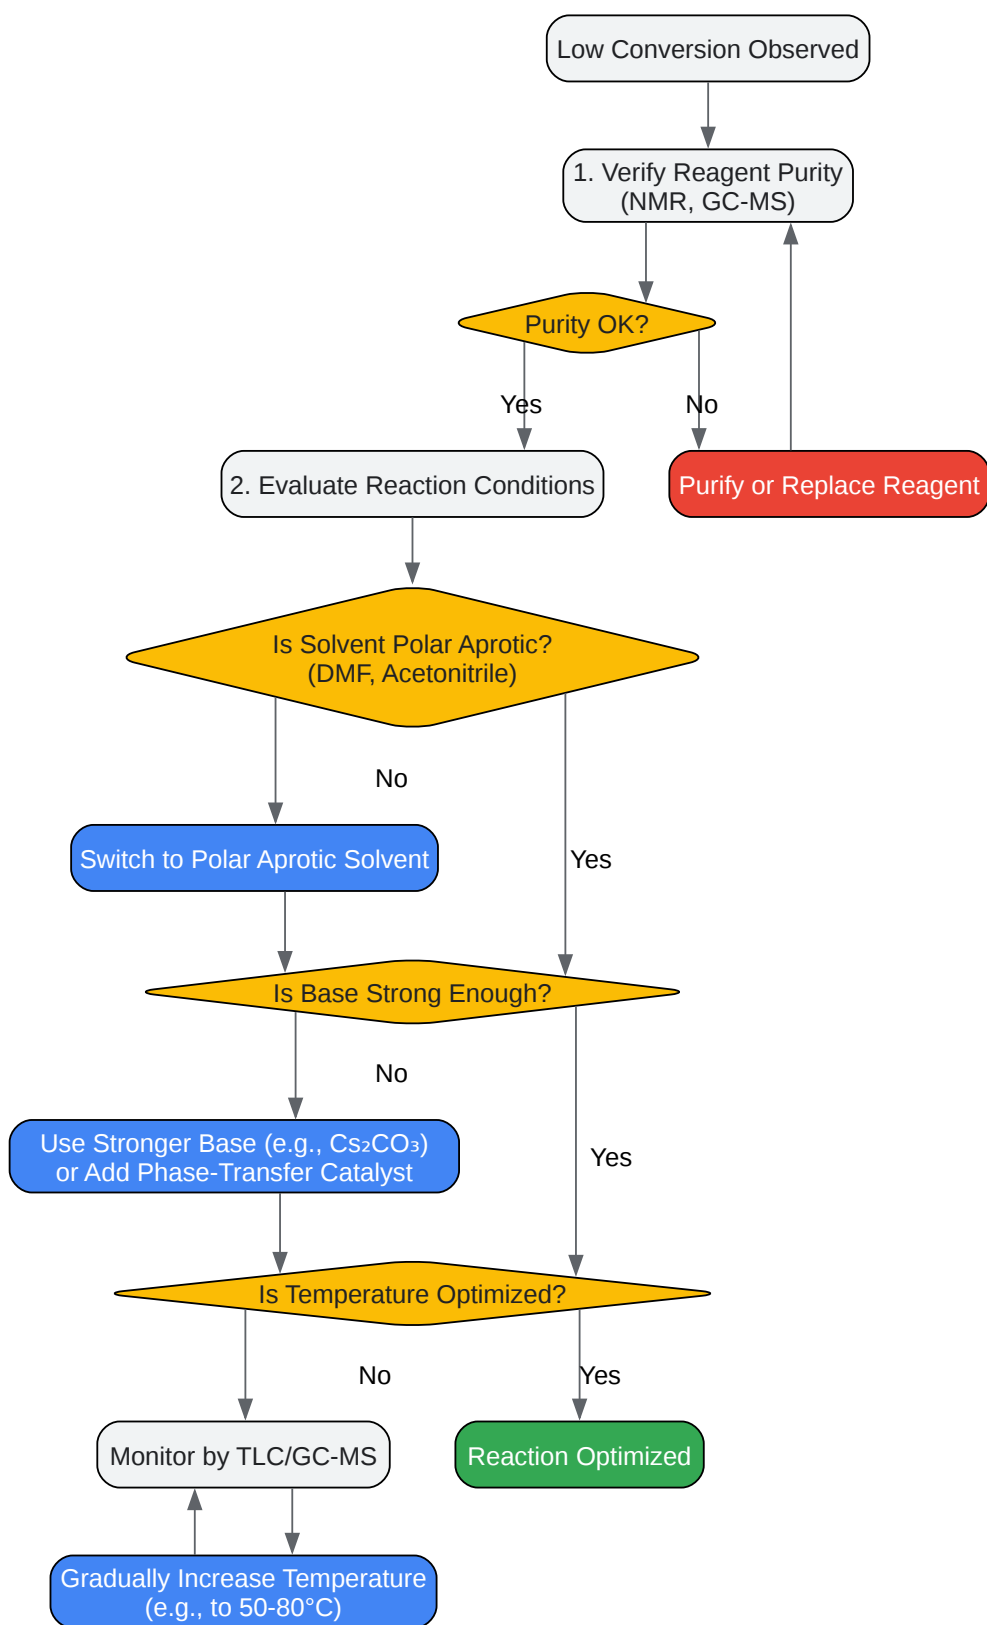 Low Conversion Observed
1. Verify Reagent Purity
(NMR, GC-MS)
Purity OK?
Yes
No
2. Evaluate Reaction Conditions
Purify or Replace Reagent
Is Solvent Polar Aprotic?
(DMF, Acetonitrile)
No
Switch to Polar Aprotic Solvent
Yes
Is Base Strong Enough?
No
Use Stronger Base (e.g., Cs₂CO₃)
or Add Phase-Transfer Catalyst
Yes
Is Temperature Optimized?
No
Yes
Monitor by TLC/GC-MS
Reaction Optimized
Gradually Increase Temperature
(e.g., to 50-80°C)